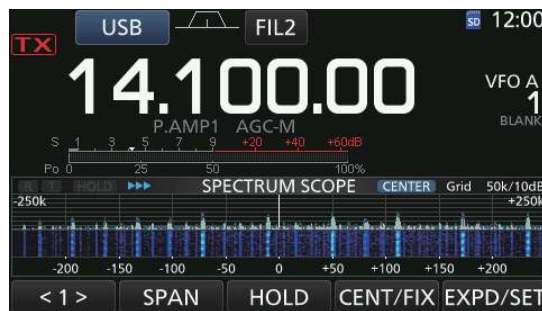 USB FIL2 SD 12:00
TX
14.100.00
VFO A
1
P.AMP1 AGC-M BLANK
S 1 3 5 7 9 +20 +40 +60dB
Po 0 25 50 100%
R T HOLD SPECTRUM SCOPE CENTER Grid 50k/10dB
-250k +250k
-200 -150 -100 -50 0 +50 +100 +150 +200
< 1 > SPAN HOLD CENT/FIX EXPD/SET